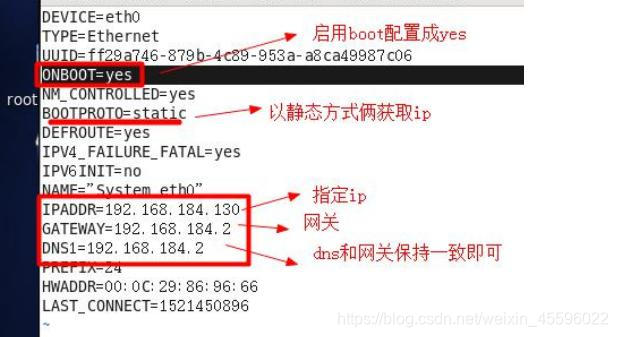 DEVICE=eth0
启用boot配置成yes
TYPE=Ethernet
UUID=ff29a746-879b-4c89-953a-a8ca49987c06
ONBOOT=yes
root
NM_CONTROLLED=yes
BOOTPROTO=static
以静态方式俩获取ip
DEFROUTE=yes
IPV4_FAILURE_FATAL=yes
IPV6INIT=no
NAME="System eth0"
指定ip
IPADDR=192.168.184.130
GATEWAY=192.168.184.2
网关
DNS1=192.168.184.2
dns和网关保持一致即可
PREFIX=24
HWADDR=00:0C:29:86:96:66
LAST_CONNECT=1521450896
~
https://blog.csdn.net/weixin_45596022